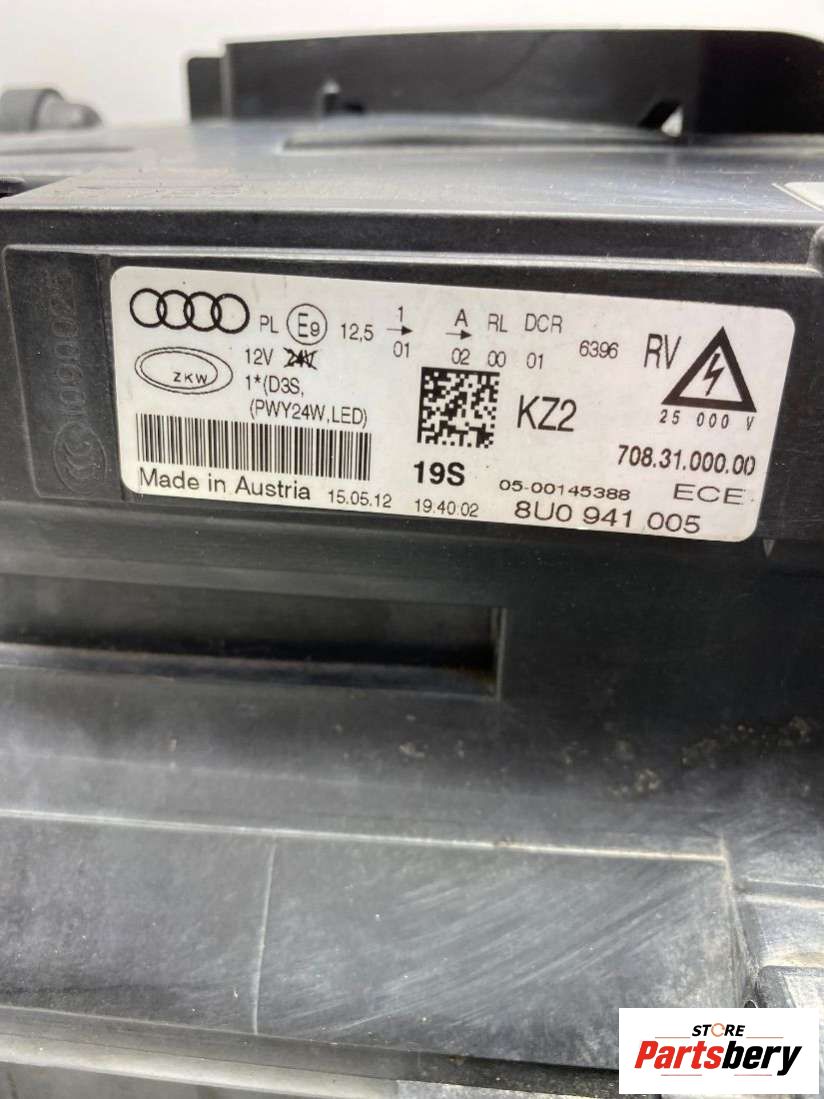 PL E9 12,5 1 A RL DCR 6396 RV
01 02 00 01
12V 24V
ZKW
1*(D3S,
(PWY24W,LED)
KZ2
25 000 V
708.31.000.00
19S
05-00145388 ECE
Made in Austria 15.05.12 19:40:02 8U0 941 005
STORE
Partsbery